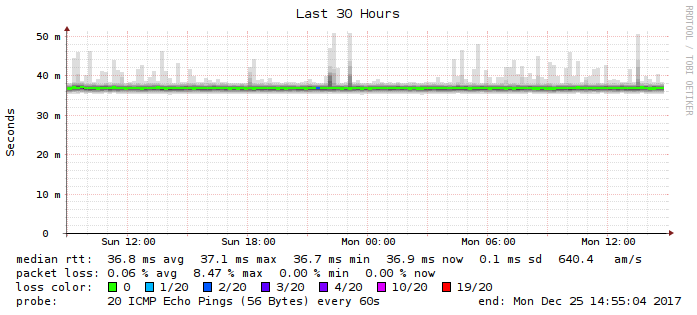 Last 30 Hours
RRDTOOL / TOBI OETIKER
Seconds
50 m
40 m
30 m
20 m
10 m
0
Sun 12:00 Sun 18:00 Mon 00:00 Mon 06:00 Mon 12:00
median rtt: 36.8 ms avg 37.1 ms max 36.7 ms min 36.9 ms now 0.1 ms sd 640.4 am/s
packet loss: 0.06 % avg 8.47 % max 0.00 % min 0.00 % now
loss color: 0 1/20 2/20 3/20 4/20 10/20 19/20
probe: 20 ICMP Echo Pings (56 Bytes) every 60s end: Mon Dec 25 14:55:04 2017